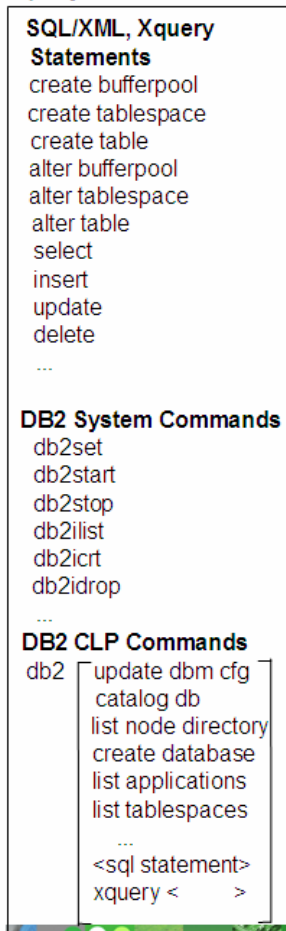 SQL/XML, Xquery
Statements
create bufferpool
create tablespace
create table
alter bufferpool
alter tablespace
alter table
select
insert
update
delete
...
DB2 System Commands
db2set
db2start
db2stop
db2ilist
db2icrt
db2idrop
...
DB2 CLP Commands
db2 update dbm cfg
catalog db
list node directory
create database
list applications
list tablespaces
...
<sql statement>
xquery < >